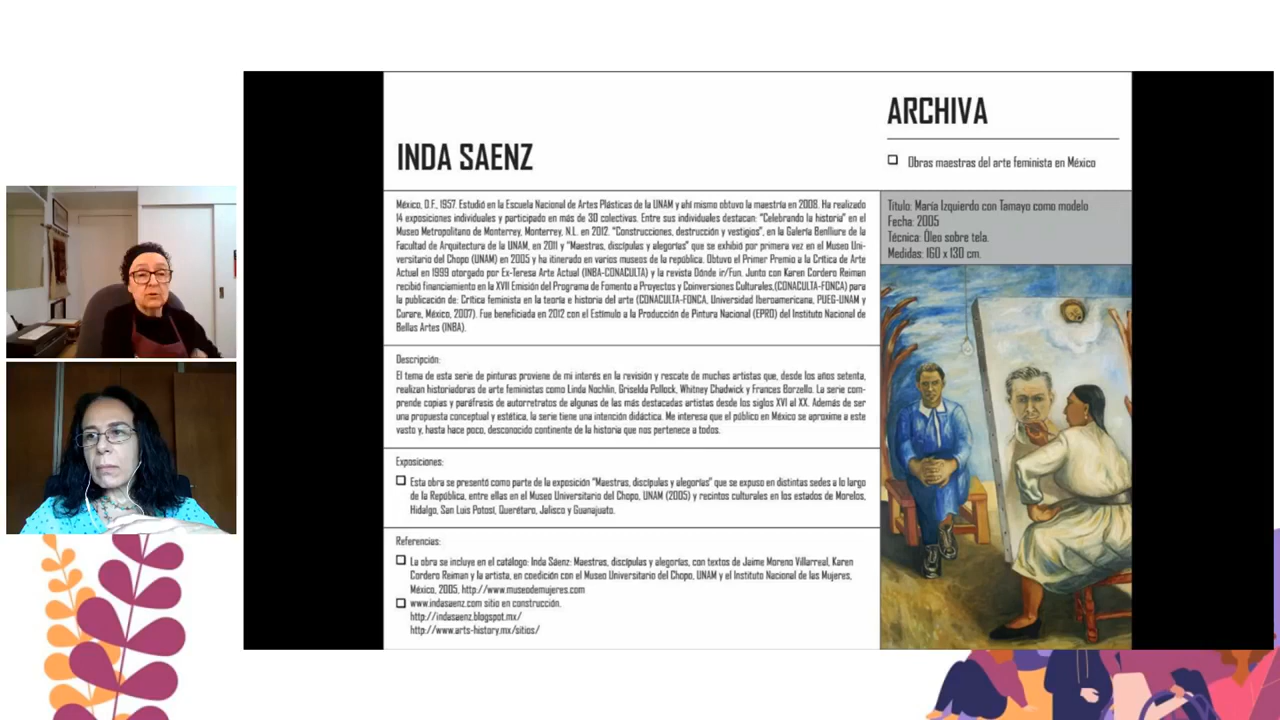 ARCHIVA
Obras maestras del arte feminista en México
INDA SAENZ
México, D.F., 1957. Estudió en la Escuela Nacional de Artes Plásticas de la UNAM y ahí mismo obtuvo la maestría en 2008. Ha realizado
14 exposiciones individuales y participado en más de 30 colectivas. Entre sus individuales destacan: "Celebrando la historia" en el
Museo Metropolitano de Monterrey, Monterrey, N.L. en 2012. "Construcciones, destrucción y vestigios", en la Galería Benlliure de la
Facultad de Arquitectura de la UNAM, en 2011 y "Maestras, discípulas y alegorías" que se exhibió por primera vez en el Museo Uni-
versitario del Chopo (UNAM) en 2005 y ha itinerado en varios museos de la república. Obtuvo el Primer Premio a la Crítica de Arte
Actual en 1999 otorgado por Ex-Teresa Arte Actual (INBA-CONACULTA) y la revista Dónde ir/Fun. Junto con Karen Cordero Reiman
recibió financiamiento en la XVII Emisión del Programa de Fomento a Proyectos y Coinversiones Culturales,(CONACULTA-FONCA) para
la publicación de: Crítica feminista en la teoría e historia del arte (CONACULTA-FONCA, Universidad Iberoamericana, PUEG-UNAM y
Curare, México, 2007). Fue beneficiada en 2012 con el Estímulo a la Producción de Pintura Nacional (EPRO) del Instituto Nacional de
Bellas Artes (INBA).
Título: María Izquierdo con Tamayo como modelo
Fecha: 2005
Técnica: Óleo sobre tela.
Medidas: 160 x 130 cm.
Descripción:
El tema de esta serie de pinturas proviene de mi interés en la revisión y rescate de muchas artistas que, desde los años setenta,
realizan historiadoras de arte feministas como Linda Nochlin, Griselda Pollock, Whitney Chadwick y Frances Borzello. La serie com-
prende copias y paráfrasis de autorretratos de algunas de las más destacadas artistas desde los siglos XVI al XX. Además de ser
una propuesta conceptual y estética, la serie tiene una intención didáctica. Me interesa que el público en México se aproxime a este
vasto y, hasta hace poco, desconocido continente de la historia que nos pertenece a todos.
Exposiciones:
Esta obra se presentó como parte de la exposición "Maestras, discípulas y alegorías" que se expuso en distintas sedes a lo largo
de la República, entre ellas en el Museo Universitario del Chopo, UNAM (2005) y recintos culturales en los estados de Morelos,
Hidalgo, San Luis Potosí, Querétaro, Jalisco y Guanajuato.
Referencias:
La obra se incluye en el catálogo: Inda Sáenz: Maestras, discípulas y alegorías, con textos de Jaime Moreno Villarreal, Karen
Cordero Reiman y la artista, en coedición con el Museo Universitario del Chopo, UNAM y el Instituto Nacional de las Mujeres,
México, 2005, http://www.museodemujeres.com
www.indasaenz.com sitio en construcción.
http://indasaenz.blogspot.mx/
http://www.arts-history.mx/sitios/